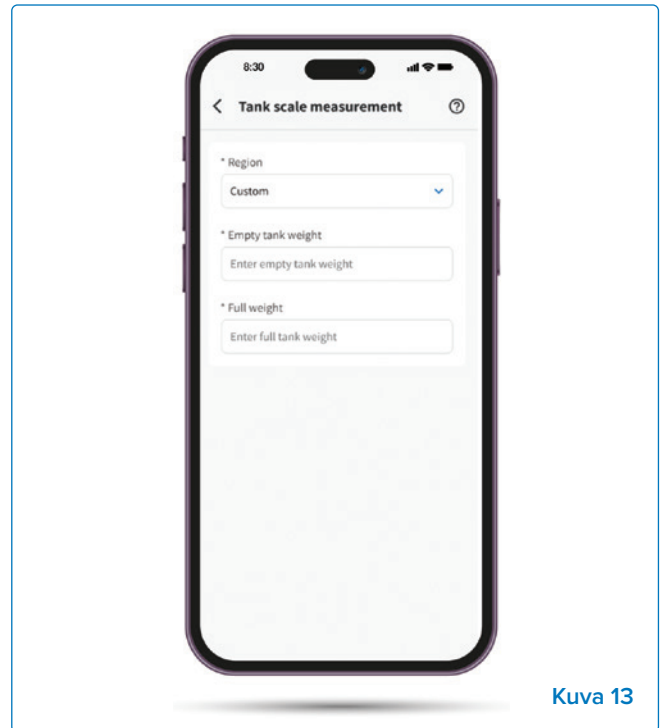 8:30
Tank scale measurement
* Region
Custom
* Empty tank weight
Enter empty tank weight
* Full weight
Enter full tank weight
Kuva 13